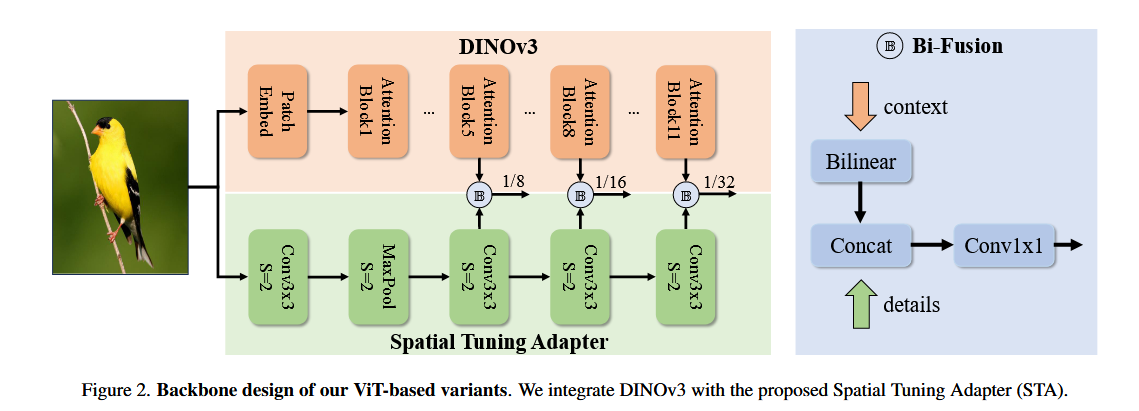 DINOv3
Patch
Embed
Attention
Block1
...
Attention
Block5
...
Attention
Block8
...
Attention
Block11
𝔹
1/8
𝔹
1/16
𝔹
1/32
Conv3x3
S=2
MaxPool
S=2
Conv3x3
S=2
Conv3x3
S=2
Conv3x3
S=2
Spatial Tuning Adapter
𝔹 Bi-Fusion
context
Bilinear
Concat
Conv1x1
details
Figure 2. Backbone design of our ViT-based variants. We integrate DINOv3 with the proposed Spatial Tuning Adapter (STA).